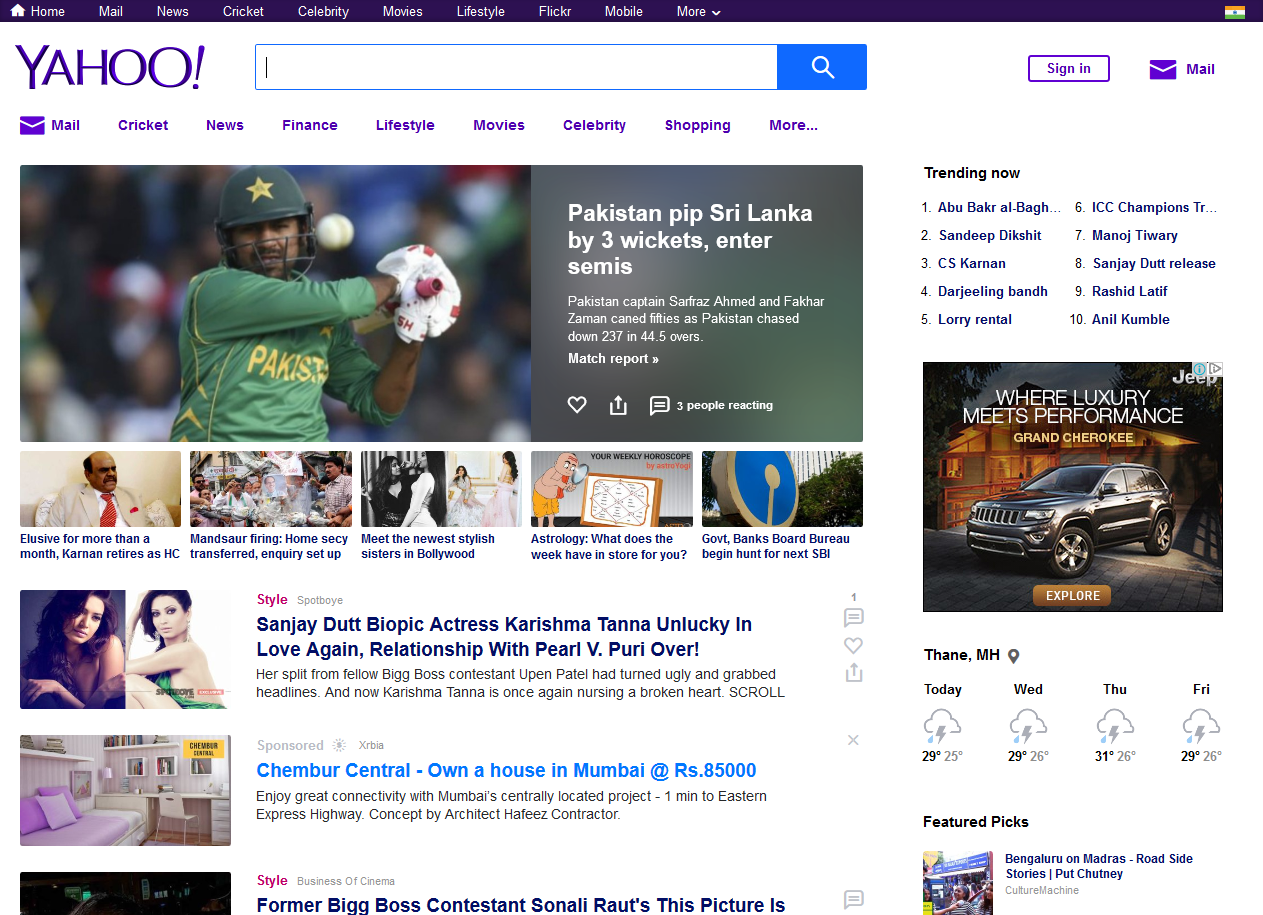 Home Mail News Cricket Celebrity Movies Lifestyle Flickr Mobile More
YAHOO!
Sign in
Mail
Mail Cricket News Finance Lifestyle Movies Celebrity Shopping More...
PAKIST
SH
Pakistan pip Sri Lanka
by 3 wickets, enter
semis
Pakistan captain Sarfraz Ahmed and Fakhar
Zaman caned fifties as Pakistan chased
down 237 in 44.5 overs.
Match report »
3 people reacting
Elusive for more than a
month, Karnan retires as HC
Mandsaur firing: Home secy
transferred, enquiry set up
Meet the newest stylish
sisters in Bollywood
YOUR WEEKLY HOROSCOPE
by astroYogi
ASTRO
Astrology: What does the
week have in store for you?
Govt, Banks Board Bureau
begin hunt for next SBI
SPOTBOYE EXCLUSIVE
Style Spotboye
Sanjay Dutt Biopic Actress Karishma Tanna Unlucky In
Love Again, Relationship With Pearl V. Puri Over!
Her split from fellow Bigg Boss contestant Upen Patel had turned ugly and grabbed
headlines. And now Karishma Tanna is once again nursing a broken heart. SCROLL
1
CHEMBUR
CENTRAL
Sponsored Xrbia
Chembur Central - Own a house in Mumbai @ Rs.85000
Enjoy great connectivity with Mumbai's centrally located project - 1 min to Eastern
Express Highway. Concept by Architect Hafeez Contractor.
Style Business Of Cinema
Former Bigg Boss Contestant Sonali Raut's This Picture Is
Trending now
1. Abu Bakr al-Bagh...
2. Sandeep Dikshit
3. CS Karnan
4. Darjeeling bandh
5. Lorry rental
6. ICC Champions Tr...
7. Manoj Tiwary
8. Sanjay Dutt release
9. Rashid Latif
10. Anil Kumble
Jeep
WHERE LUXURY
MEETS PERFORMANCE
GRAND CHEROKEE
EXPLORE
Thane, MH
Today Wed Thu Fri
29° 25° 29° 26° 31° 26° 29° 26°
Featured Picks
Bengaluru on Madras - Road Side
Stories | Put Chutney
CultureMachine